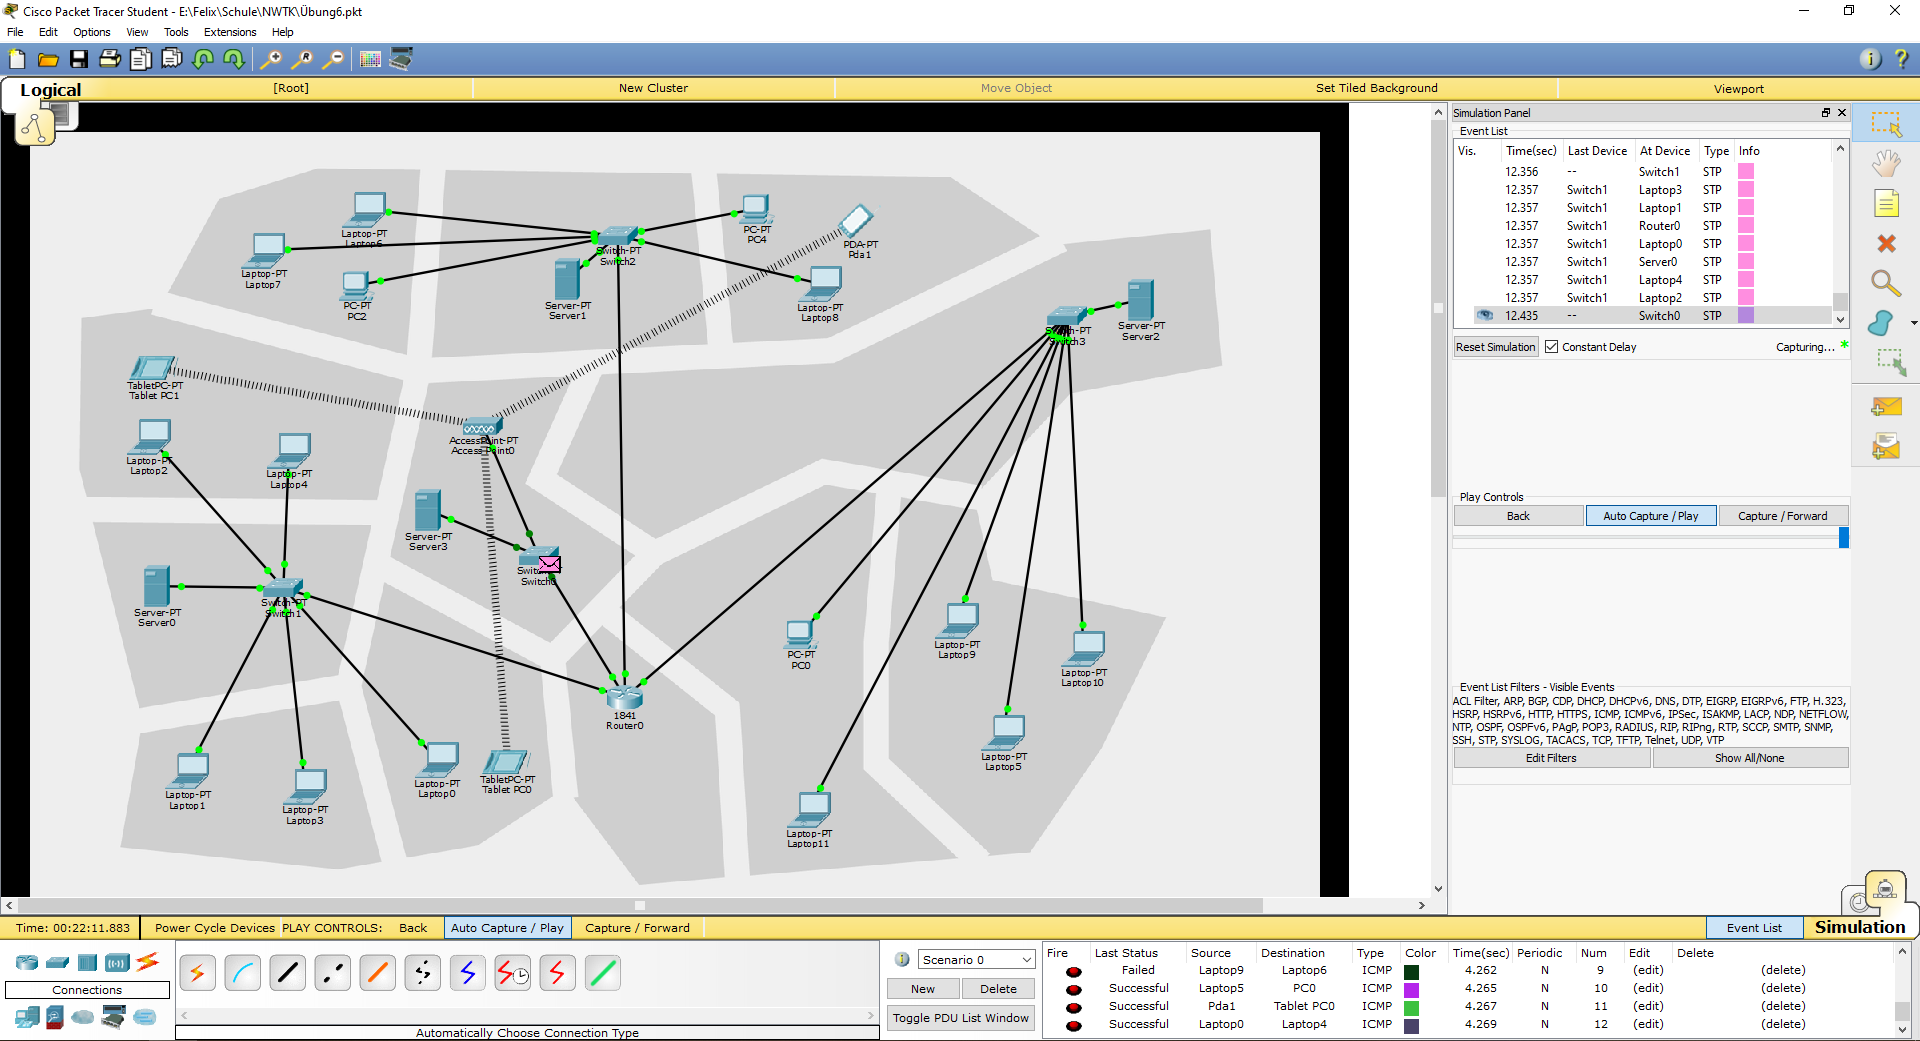 Cisco Packet Tracer Student - E:\Felix\Schule\NWTK\Übung6.pkt
File Edit Options View Tools Extensions Help
Logical [Root] New Cluster Move Object Set Tiled Background Viewport
Laptop-PT
Laptop6
Laptop-PT
Laptop7
PC-PT
PC2
Switch-PT
Switch2
Server-PT
Server1
PC-PT
PC4
PDA-PT
Pda1
Laptop-PT
Laptop8
Switch-PT
Switch3
Server-PT
Server2
TabletPC-PT
Tablet PC1
AccessPoint-PT
Access Point0
Laptop-PT
Laptop2
Laptop-PT
Laptop4
Server-PT
Server3
Switch0
Server-PT
Server0
Switch-PT
Switch1
PC-PT
PC0
Laptop-PT
Laptop9
Laptop-PT
Laptop10
1841
Router0
Laptop-PT
Laptop5
Laptop-PT
Laptop1
Laptop-PT
Laptop3
Laptop-PT
Laptop0
TabletPC-PT
Tablet PC0
Laptop-PT
Laptop11
Simulation Panel
Event List
Vis. Time(sec) Last Device At Device Type Info
12.356 -- Switch1 STP
12.357 Switch1 Laptop3 STP
12.357 Switch1 Laptop1 STP
12.357 Switch1 Router0 STP
12.357 Switch1 Laptop0 STP
12.357 Switch1 Server0 STP
12.357 Switch1 Laptop4 STP
12.357 Switch1 Laptop2 STP
12.435 -- Switch0 STP
Reset Simulation Constant Delay Capturing... *
Play Controls
Back Auto Capture / Play Capture / Forward
Event List Filters - Visible Events
ACL Filter, ARP, BGP, CDP, DHCP, DHCPv6, DNS, DTP, EIGRP, EIGRPv6, FTP, H.323,
HSRP, HSRPv6, HTTP, HTTPS, ICMP, ICMPv6, IPSec, ISAKMP, LACP, NDP, NETFLOW,
NTP, OSPF, OSPFv6, PAgP, POP3, RADIUS, RIP, RIPng, RTP, SCCP, SMTP, SNMP,
SSH, STP, SYSLOG, TACACS, TCP, TFTP, Telnet, UDP, VTP
Edit Filters Show All/None
Time: 00:22:11.883 Power Cycle Devices PLAY CONTROLS: Back Auto Capture / Play Capture / Forward Event List Simulation
Connections
Automatically Choose Connection Type
Scenario 0
New Delete
Toggle PDU List Window
Fire Last Status Source Destination Type Color Time(sec) Periodic Num Edit Delete
Failed Laptop9 Laptop6 ICMP 4.262 N 9 (edit) (delete)
Successful Laptop5 PC0 ICMP 4.265 N 10 (edit) (delete)
Successful Pda1 Tablet PC0 ICMP 4.267 N 11 (edit) (delete)
Successful Laptop0 Laptop4 ICMP 4.269 N 12 (edit) (delete)